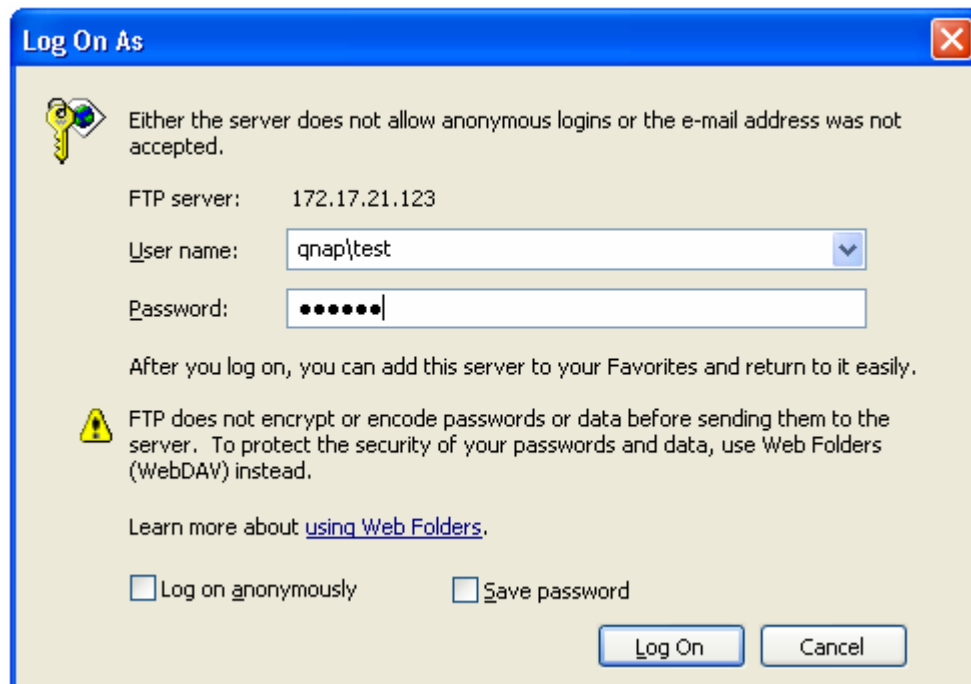 Log On As
Either the server does not allow anonymous logins or the e-mail address was not
accepted.
FTP server: 172.17.21.123
User name: qnap\test
Password: ●●●●●●
After you log on, you can add this server to your Favorites and return to it easily.
FTP does not encrypt or encode passwords or data before sending them to the
server.  To protect the security of your passwords and data, use Web Folders
(WebDAV) instead.
Learn more about using Web Folders.
Log on anonymously Save password
Log On Cancel